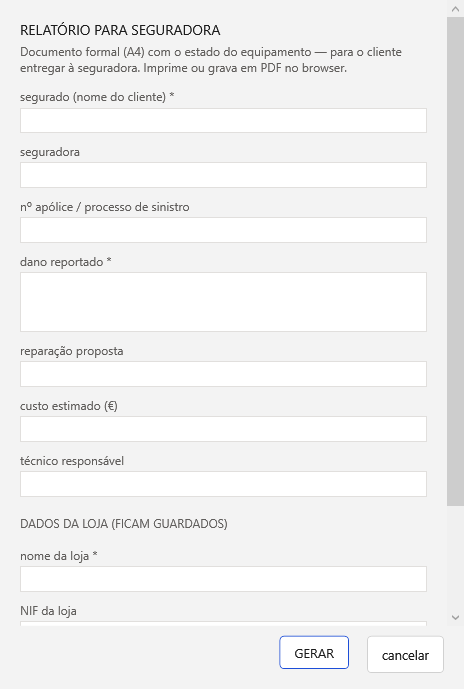 RELATÓRIO PARA SEGURADORA
Documento formal (A4) com o estado do equipamento — para o cliente
entregar à seguradora. Imprime ou grava em PDF no browser.
segurado (nome do cliente) *
seguradora
nº apólice / processo de sinistro
dano reportado *
reparação proposta
custo estimado (€)
técnico responsável
DADOS DA LOJA (FICAM GUARDADOS)
nome da loja *
NIF da loja
GERAR
cancelar